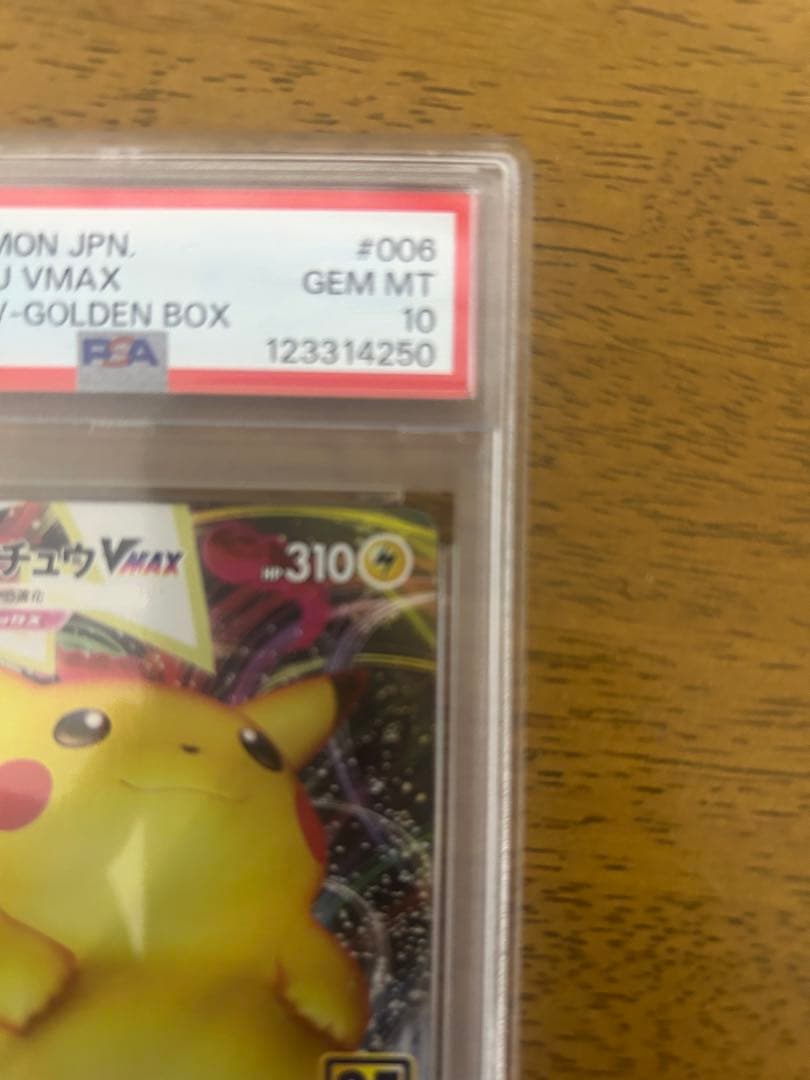 MON JPN.
#006
U VMAX
GEM MT
V-GOLDEN BOX
10
PSA
123314250
チュウVMAX
HP310
25